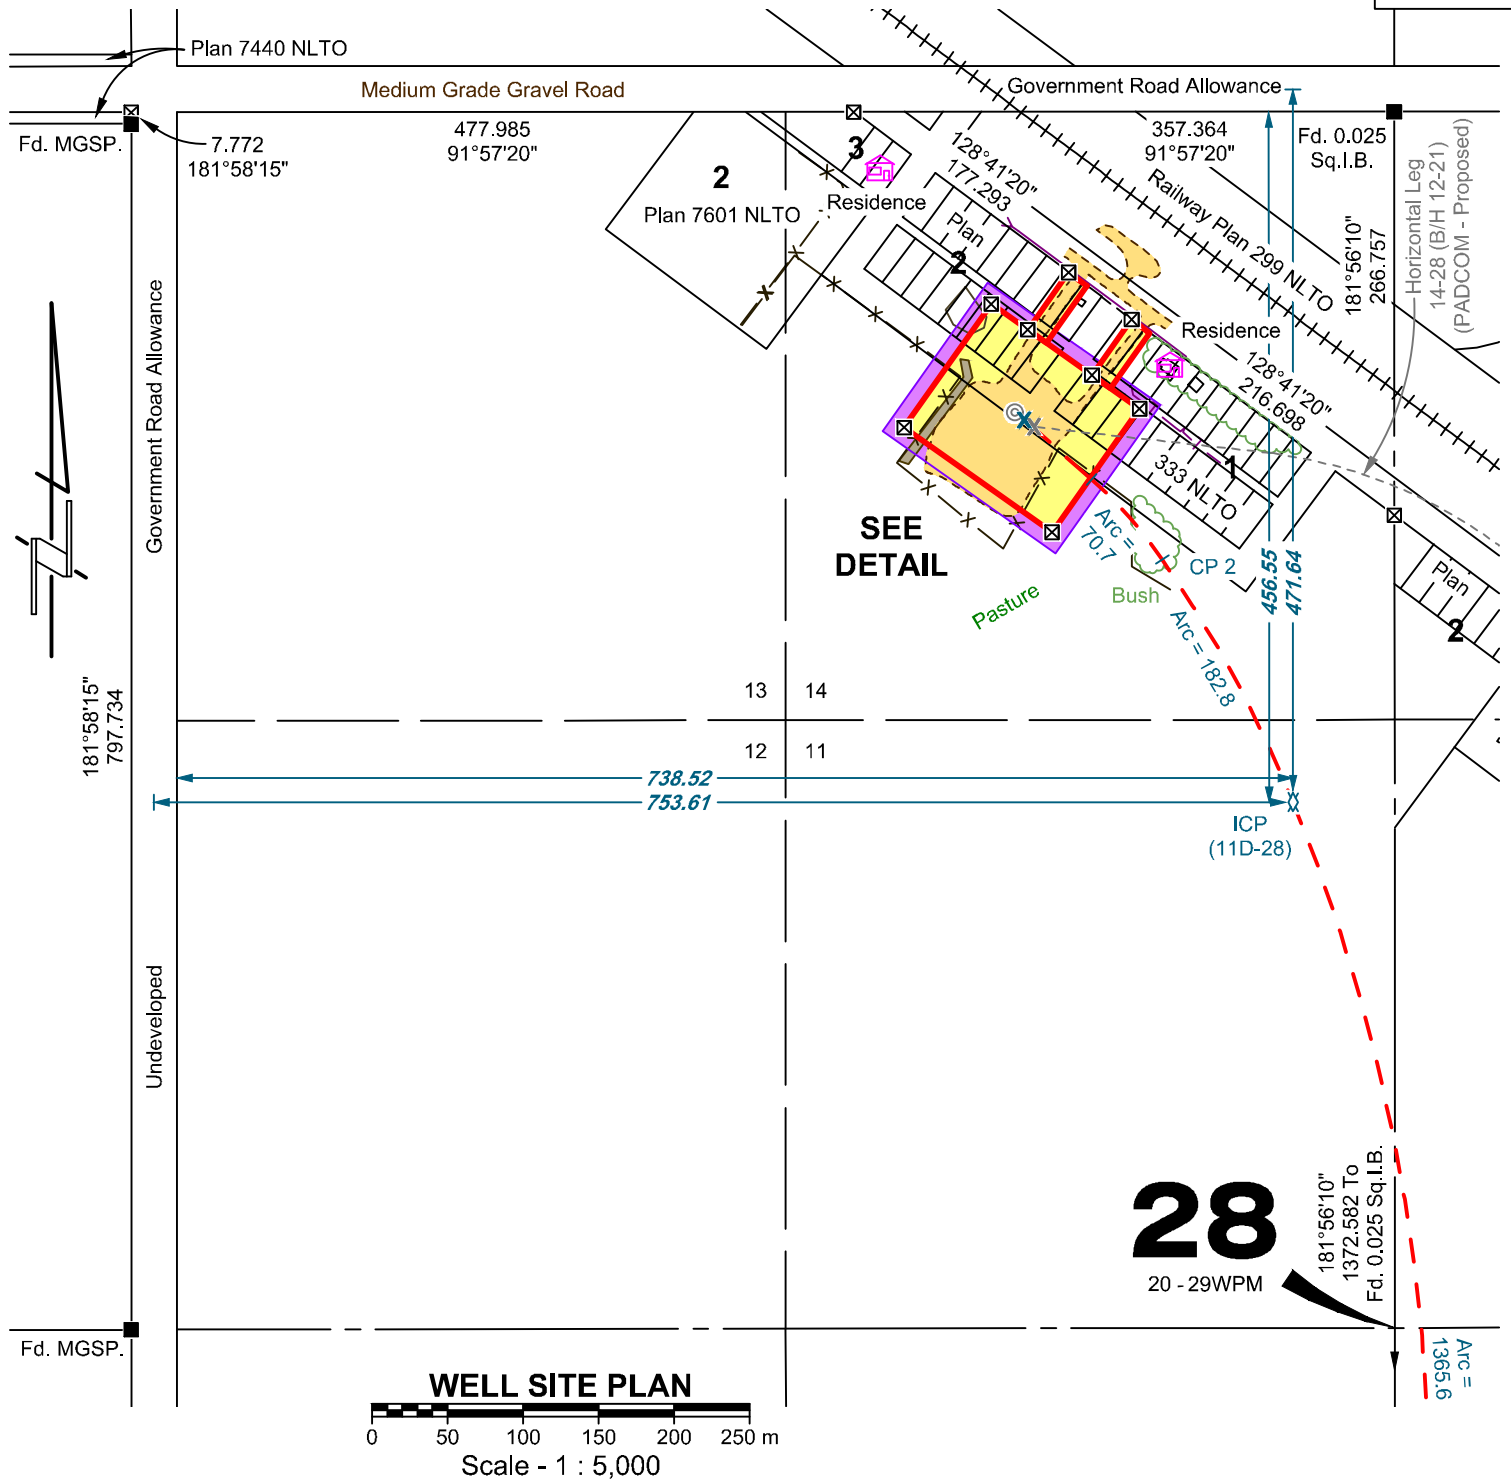 Plan 7440 NLTO
Medium Grade Gravel Road
Government Road Allowance
Fd. MGSP.
7.772
181°58'15"
477.985
91°57'20"
3
2
Plan 7601 NLTO
Residence
128°41'20"
177.293
Plan
2
357.364
91°57'20"
Fd. 0.025
Sq.I.B.
Railway Plan 299 NLTO
181°56'10"
266.757
Horizontal Leg
14-28 (B/H 12-21)
(PADCOM - Proposed)
Government Road Allowance
Residence
128°41'20"
216.698
1
333 NLTO
SEE
DETAIL
Arc =
70.7
CP 2
Bush
Pasture
Arc = 182.8
456.55
471.64
Plan
2
181°58'15"
797.734
13
14
12
11
738.52
753.61
ICP
(11D-28)
Undeveloped
28
20 - 29WPM
181°56'10"
1372.582 To
Fd. 0.025 Sq.I.B.
Fd. MGSP.
Arc =
1365.6
WELL SITE PLAN
0 50 100 150 200 250 m
Scale - 1 : 5,000